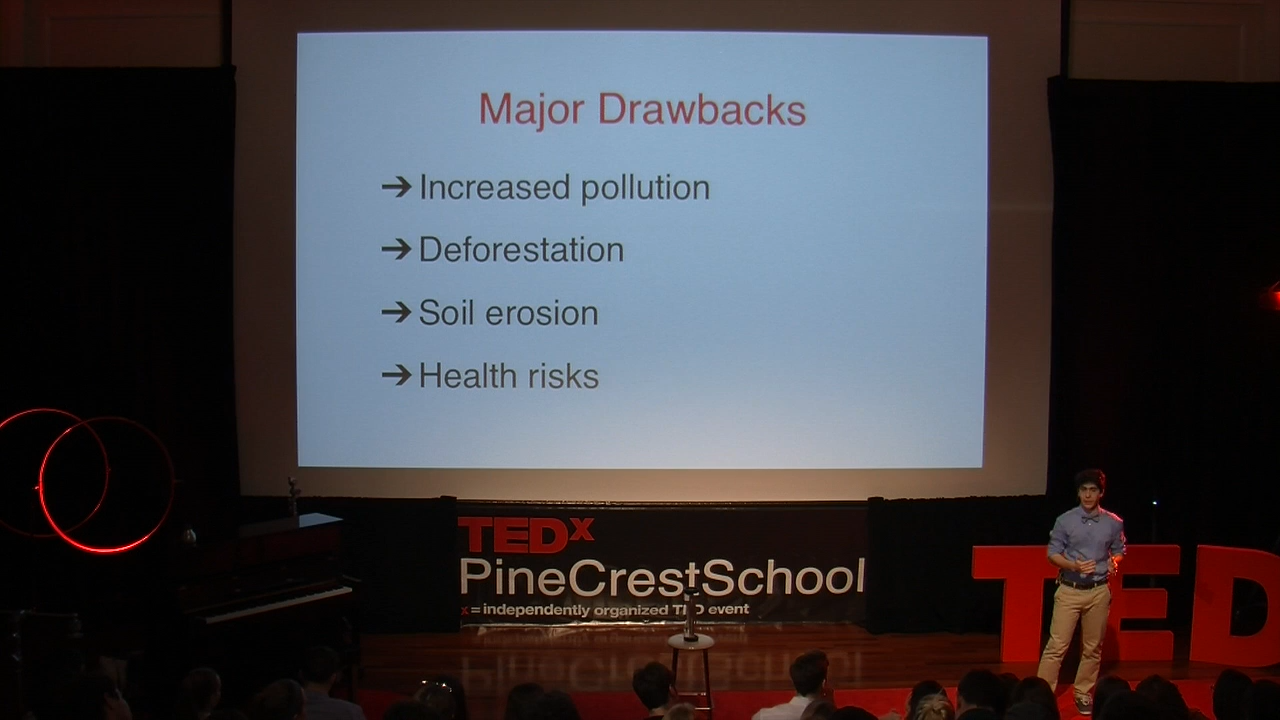 Major Drawbacks
➔ Increased pollution
➔ Deforestation
➔ Soil erosion
➔ Health risks
TEDx
PineCrestSchool
x = independently organized TED event
TED